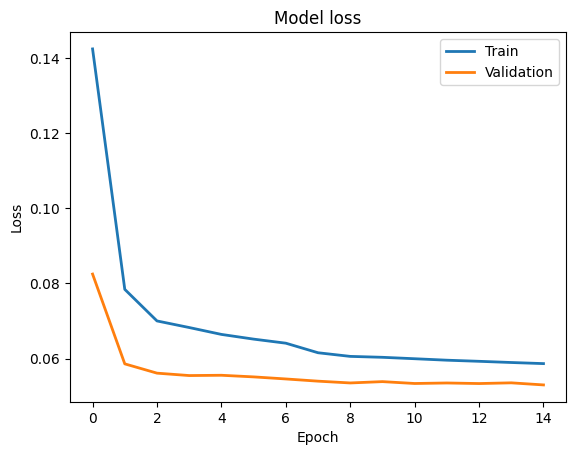 Model loss
Train
Validation
0.14
0.12
0.10
0.08
0.06
Loss
0 2 4 6 8 10 12 14
Epoch